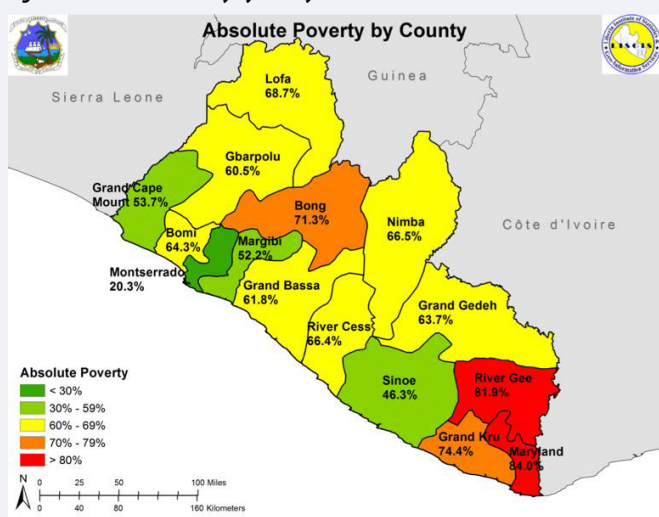 Absolute Poverty by County
Guinea
Sierra Leone
Côte d'Ivoire
Lofa
68.7%
Gbarpolu
60.5%
Grand Cape
Mount 53.7%
Bong
71.3%
Nimba
66.5%
Bomi
64.3%
Margibi
52.2%
Montserrado
20.3%
Grand Bassa
61.8%
River Cess
66.4%
Grand Gedeh
63.7%
Sinoe
46.3%
River Gee
81.9%
Grand Kru
74.4%
Maryland
84.0%
Absolute Poverty
< 30%
30% - 59%
60% - 69%
70% - 79%
> 80%
N
0 25 50 100 Miles
0 40 80 160 Kilometers